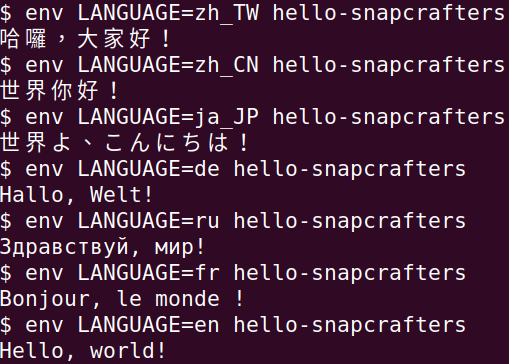 $ env LANGUAGE=zh_TW hello-snapcrafters
哈囉，大家好！
$ env LANGUAGE=zh_CN hello-snapcrafters
世界你好！
$ env LANGUAGE=ja_JP hello-snapcrafters
世界よ、こんにちは！
$ env LANGUAGE=de hello-snapcrafters
Hallo, Welt!
$ env LANGUAGE=ru hello-snapcrafters
Здравствуй, мир!
$ env LANGUAGE=fr hello-snapcrafters
Bonjour, le monde !
$ env LANGUAGE=en hello-snapcrafters
Hello, world!